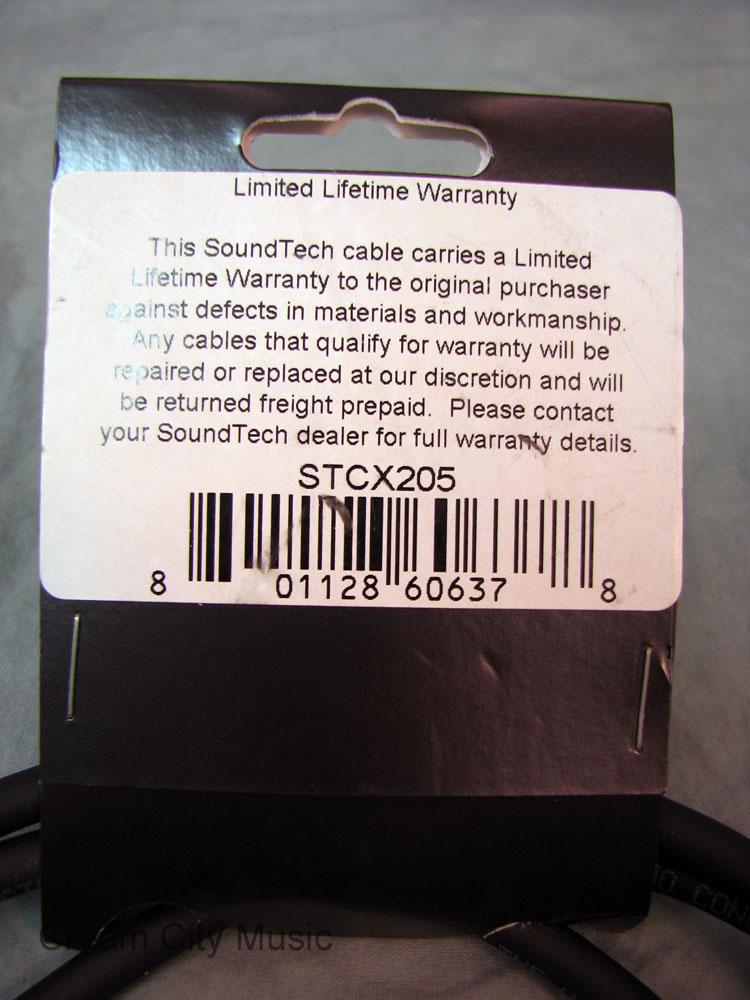 Limited Lifetime Warranty
This SoundTech cable carries a Limited
Lifetime Warranty to the original purchaser
against defects in materials and workmanship.
Any cables that qualify for warranty will be
repaired or replaced at our discretion and will
be returned freight prepaid. Please contact
your SoundTech dealer for full warranty details.
STCX205
8 01128 60637 8
CON
Cream City Music